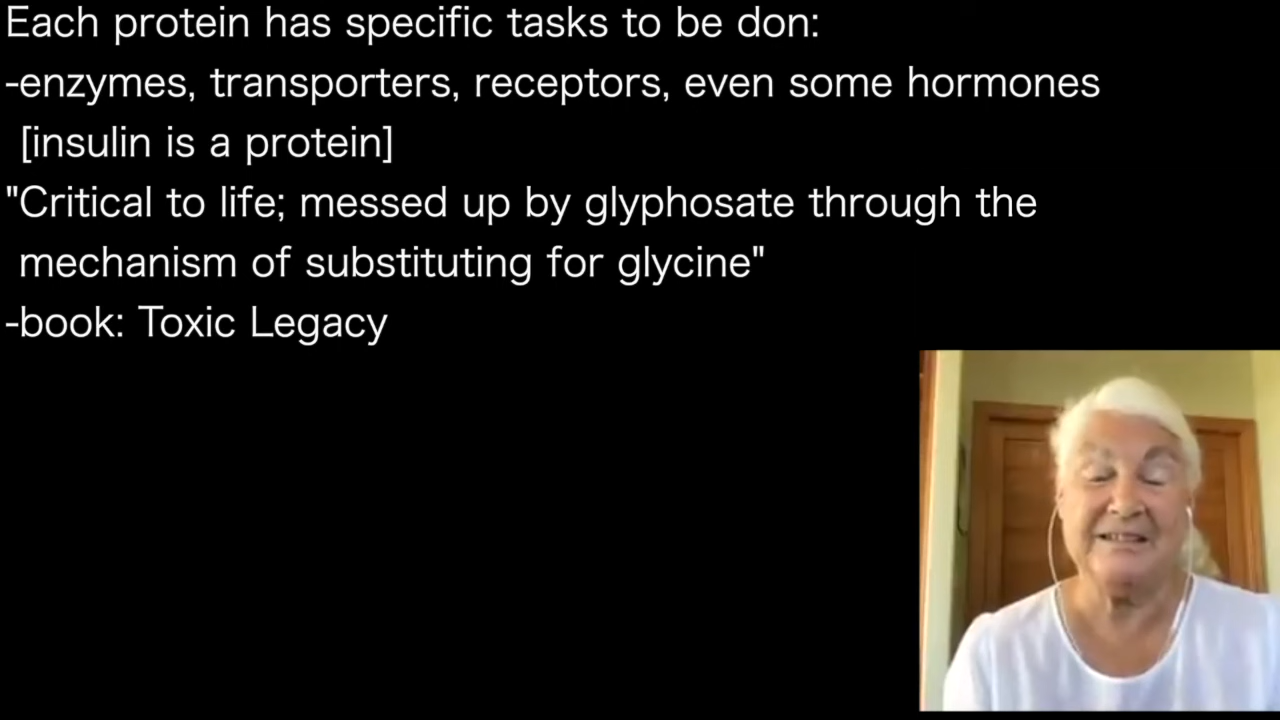 Each protein has specific tasks to be don:
-enzymes, transporters, receptors, even some hormones
[insulin is a protein]
"Critical to life; messed up by glyphosate through the
mechanism of substituting for glycine"
-book: Toxic Legacy